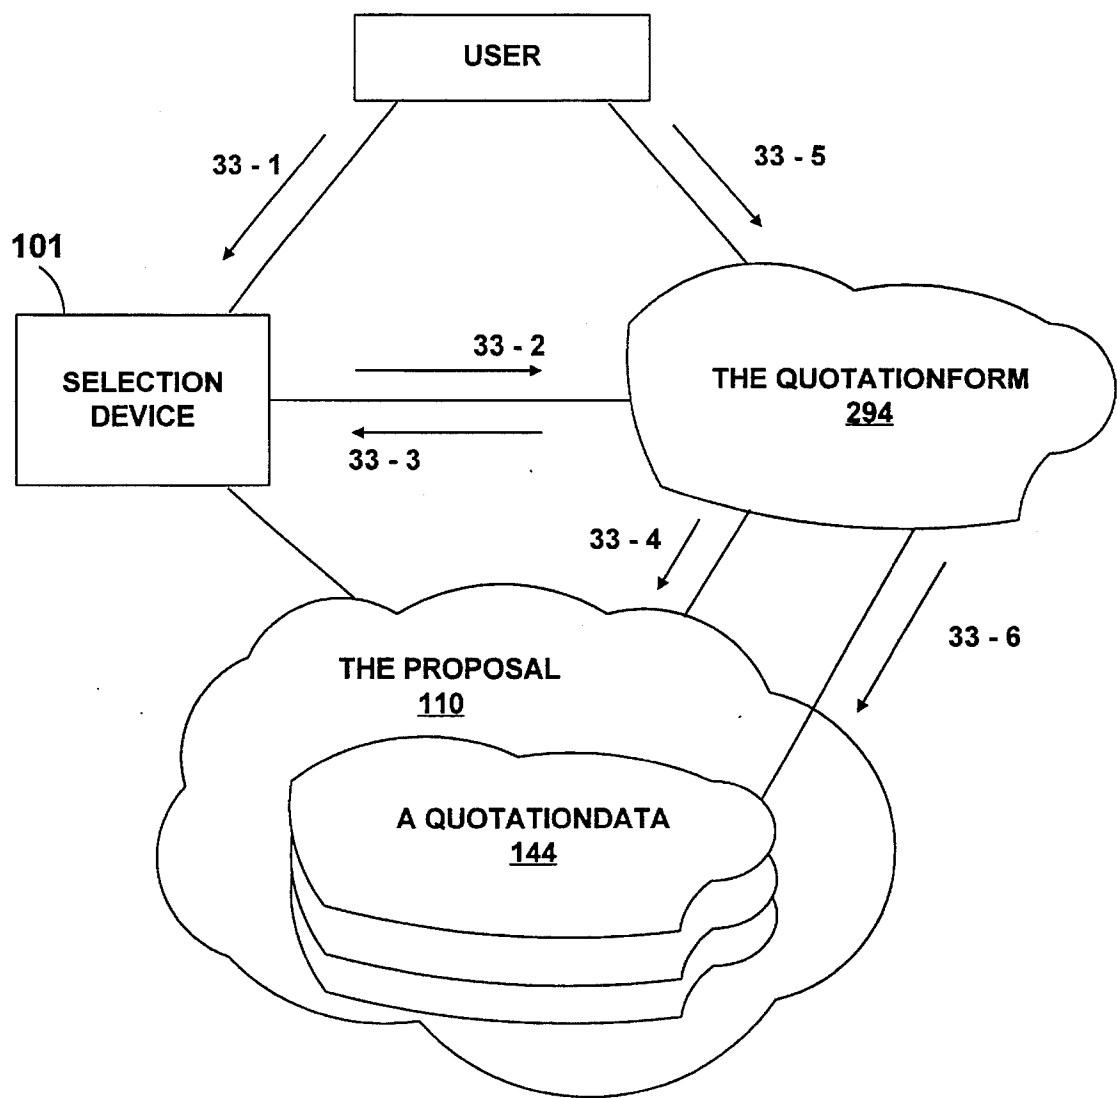 USER
33 - 1
33 - 5
101
33 - 2
SELECTION
DEVICE
THE QUOTATIONFORM
294
33 - 3
33 - 4
33 - 6
THE PROPOSAL
110
A QUOTATIONDATA
144